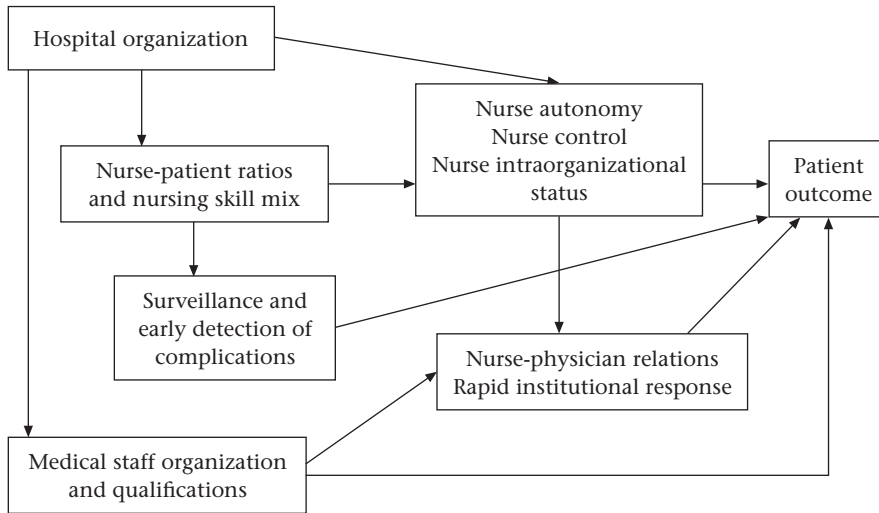 Hospital organization
Nurse autonomy
Nurse control
Nurse intraorganizational
status
Nurse-patient ratios
and nursing skill mix
Patient
outcome
Surveillance and
early detection of
complications
Nurse-physician relations
Rapid institutional response
Medical staff organization
and qualifications